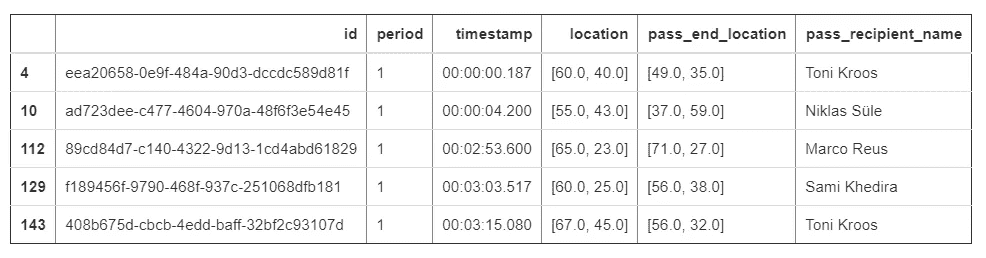 id period timestamp location pass_end_location pass_recipient_name
4 eea20658-0e9f-484a-90d3-dccdc589d81f 1 00:00:00.187 [60.0, 40.0] [49.0, 35.0] Toni Kroos
10 ad723dee-c477-4604-970a-48f6f3e54e45 1 00:00:04.200 [55.0, 43.0] [37.0, 59.0] Niklas Süle
112 89cd84d7-c140-4322-9d13-1cd4abd61829 1 00:02:53.600 [65.0, 23.0] [71.0, 27.0] Marco Reus
129 f189456f-9790-468f-937c-251068dfb181 1 00:03:03.517 [60.0, 25.0] [56.0, 38.0] Sami Khedira
143 408b675d-cbcb-4edd-baff-32bf2c93107d 1 00:03:15.080 [67.0, 45.0] [56.0, 32.0] Toni Kroos